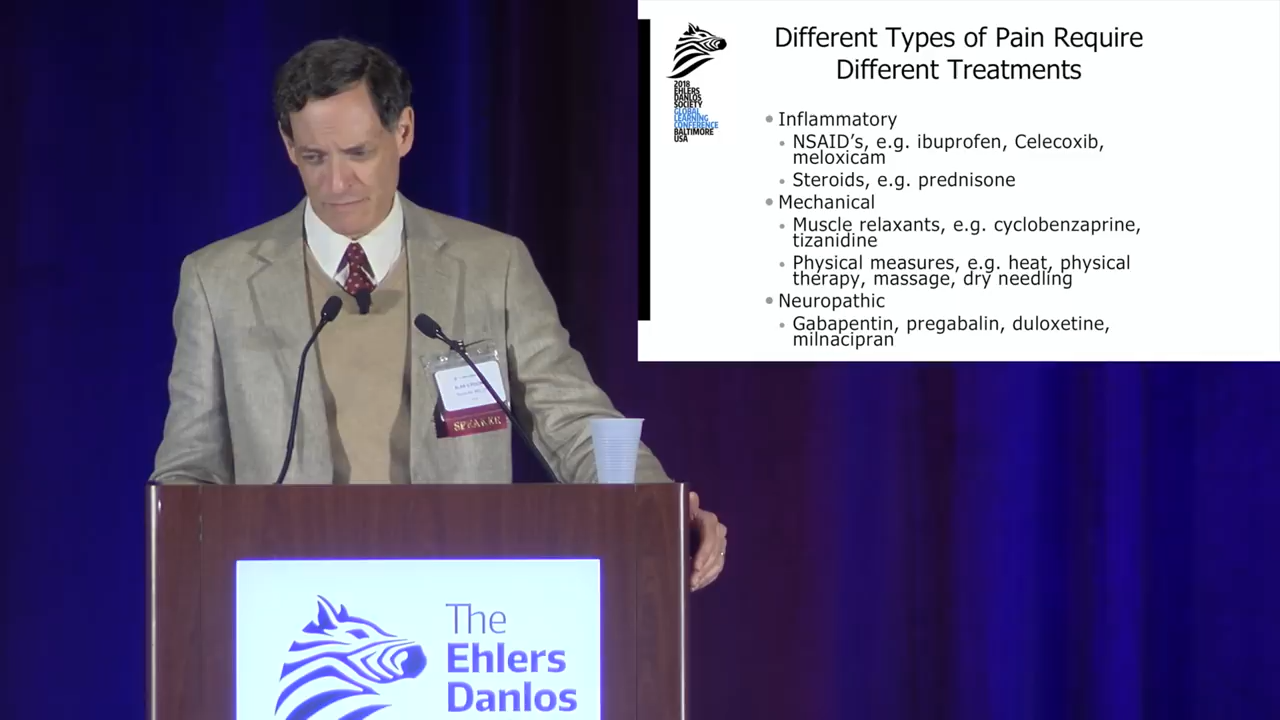 Different Types of Pain Require
Different Treatments
2018
EHLERS
DANLOS
SOCIETY
GLOBAL
LEARNING
CONFERENCE
BALTIMORE
USA
Inflammatory
NSAID’s, e.g. ibuprofen, Celecoxib,
meloxicam
Steroids, e.g. prednisone
Mechanical
Muscle relaxants, e.g. cyclobenzaprine,
tizanidine
Physical measures, e.g. heat, physical
therapy, massage, dry needling
Neuropathic
Gabapentin, pregabalin, duloxetine,
milnacipran
SPEAKER
The
Ehlers
Danlos